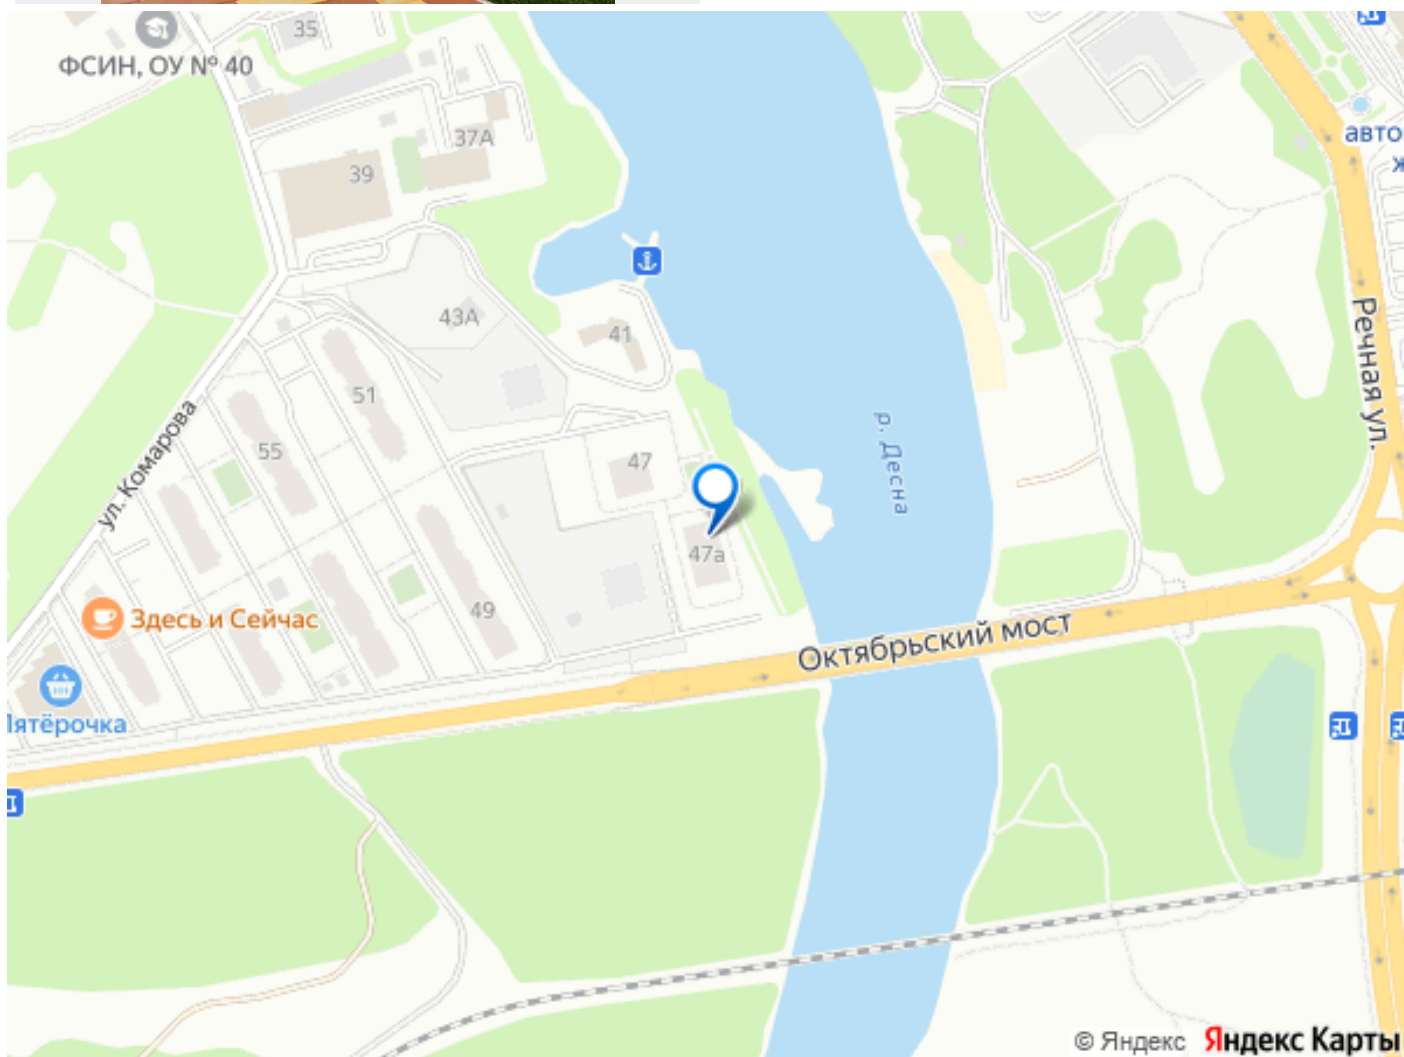 35
ФСИН, ОУ № 40
37А
39
авто
ж
43А
41
Речная ул.
51
ул. Комарова
55
47
р. Десна
47а
49
Здесь и Сейчас
Октябрьский мост
Пятёрочка
© Яндекс Яндекс Карты